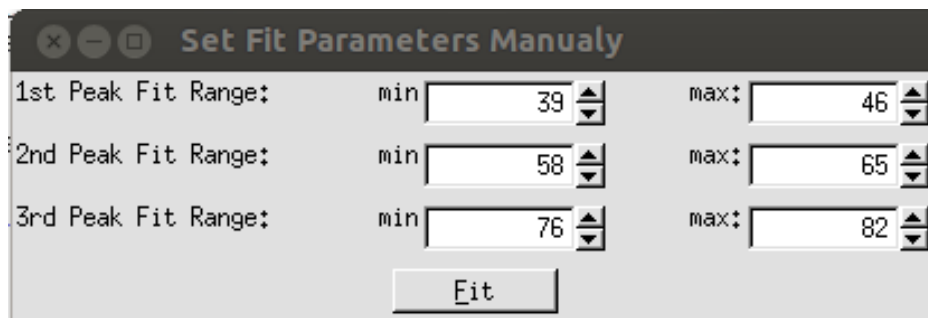 Set Fit Parameters Manualy
1st Peak Fit Range: min 39 max: 46
2nd Peak Fit Range: min 58 max: 65
3rd Peak Fit Range: min 76 max: 82
Fit